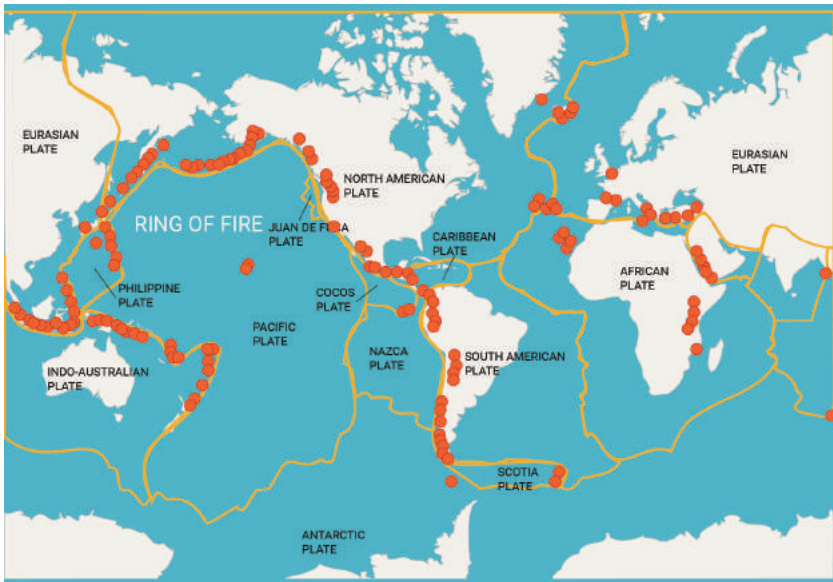 EURASIAN
PLATE
EURASIAN
PLATE
NORTH AMERICAN
PLATE
RING OF FIRE
JUAN DE FUCA
PLATE
CARIBBEAN
PLATE
AFRICAN
PLATE
PHILIPPINE
PLATE
COCOS
PLATE
PACIFIC
PLATE
NAZCA
PLATE
SOUTH AMERICAN
PLATE
INDO-AUSTRALIAN
PLATE
SCOTIA
PLATE
ANTARCTIC
PLATE